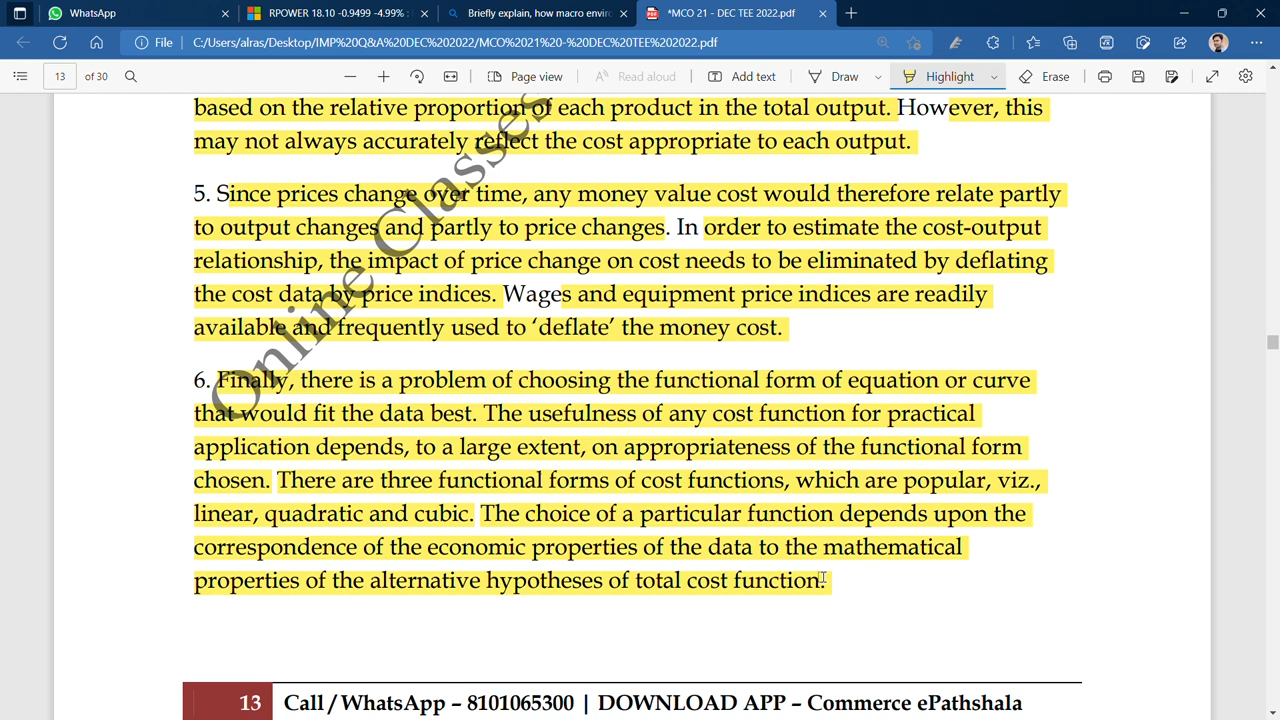 WhatsApp
RPOWER 18.10 -0.9499 -4.99% :
Briefly explain, how macro enviro
*MCO 21 - DEC TEE 2022.pdf
File
C:/Users/alras/Desktop/IMP%20Q&A%20DEC%202022/MCO%2021%20-%20DEC%20TEE%202022.pdf
13 of 30
Page view
Read aloud
Add text
Draw
Highlight
Erase
based on the relative proportion of each product in the total output. However, this
may not always accurately reflect the cost appropriate to each output.
5. Since prices change over time, any money value cost would therefore relate partly
to output changes and partly to price changes. In order to estimate the cost-output
relationship, the impact of price change on cost needs to be eliminated by deflating
the cost data by price indices. Wages and equipment price indices are readily
available and frequently used to ‘deflate’ the money cost.
6. Finally, there is a problem of choosing the functional form of equation or curve
that would fit the data best. The usefulness of any cost function for practical
application depends, to a large extent, on appropriateness of the functional form
chosen. There are three functional forms of cost functions, which are popular, viz.,
linear, quadratic and cubic. The choice of a particular function depends upon the
correspondence of the economic properties of the data to the mathematical
properties of the alternative hypotheses of total cost function.
Online Classes
13
Call / WhatsApp – 8101065300 | DOWNLOAD APP – Commerce ePathshala